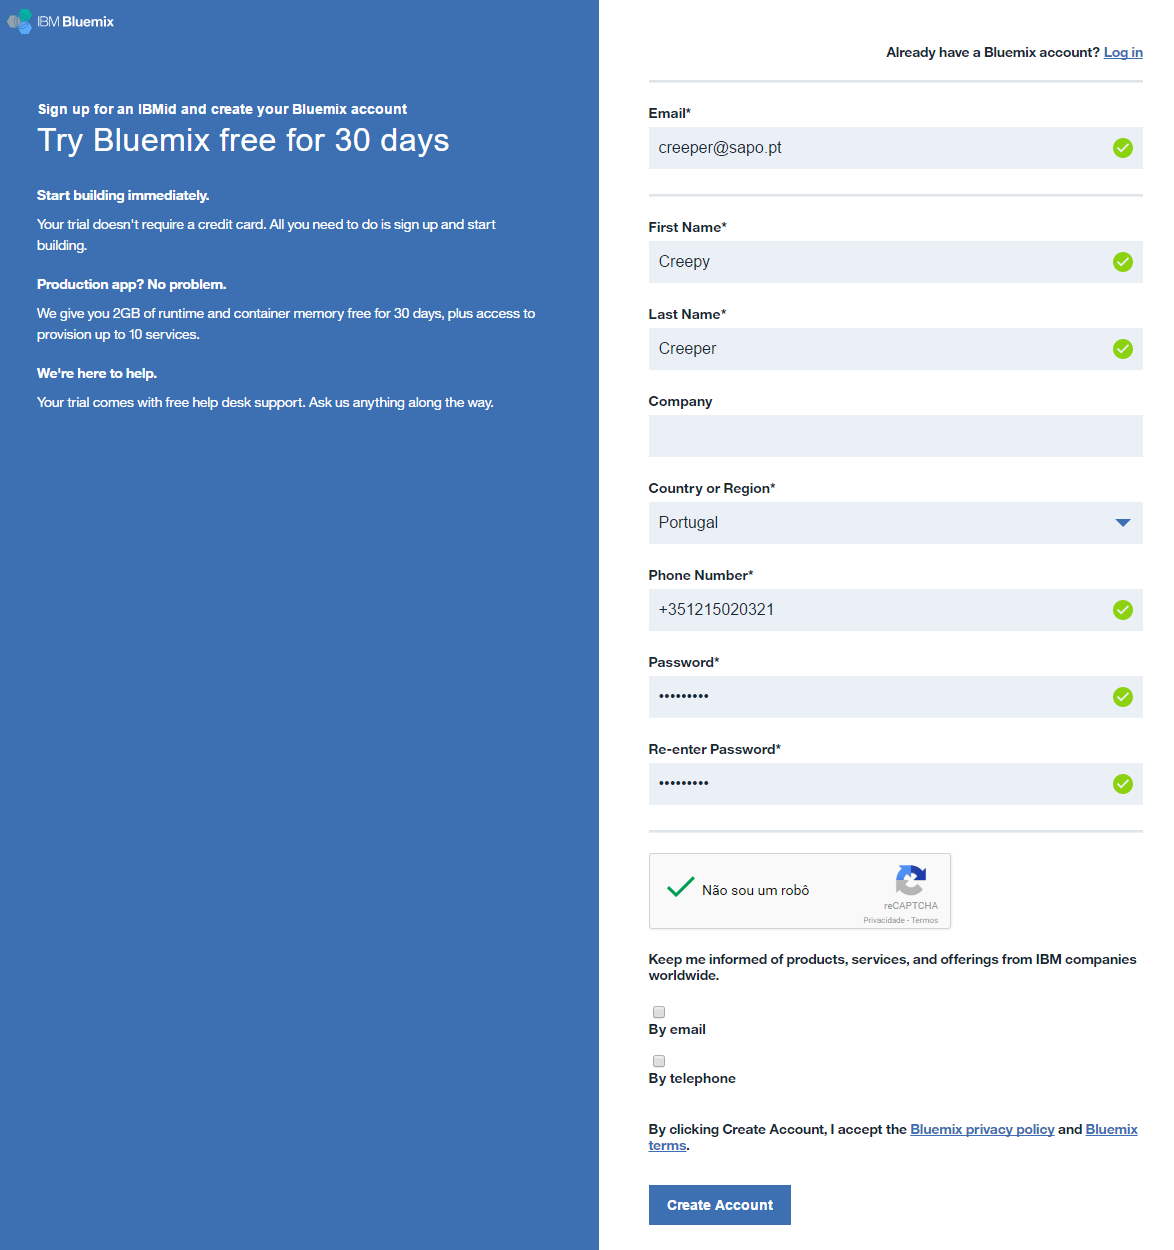 IBM Bluemix
Sign up for an IBMid and create your Bluemix account
Try Bluemix free for 30 days
Start building immediately.
Your trial doesn't require a credit card. All you need to do is sign up and start
building.
Production app? No problem.
We give you 2GB of runtime and container memory free for 30 days, plus access to
provision up to 10 services.
We're here to help.
Your trial comes with free help desk support. Ask us anything along the way.
Already have a Bluemix account? Log in
Email*
creeper@sapo.pt
First Name*
Creepy
Last Name*
Creeper
Company
Country or Region*
Portugal
Phone Number*
+351215020321
Password*
•••••••••
Re-enter Password*
•••••••••
Não sou um robô
reCAPTCHA
Privacidade - Termos
Keep me informed of products, services, and offerings from IBM companies
worldwide.
By email
By telephone
By clicking Create Account, I accept the Bluemix privacy policy and Bluemix
terms.
Create Account